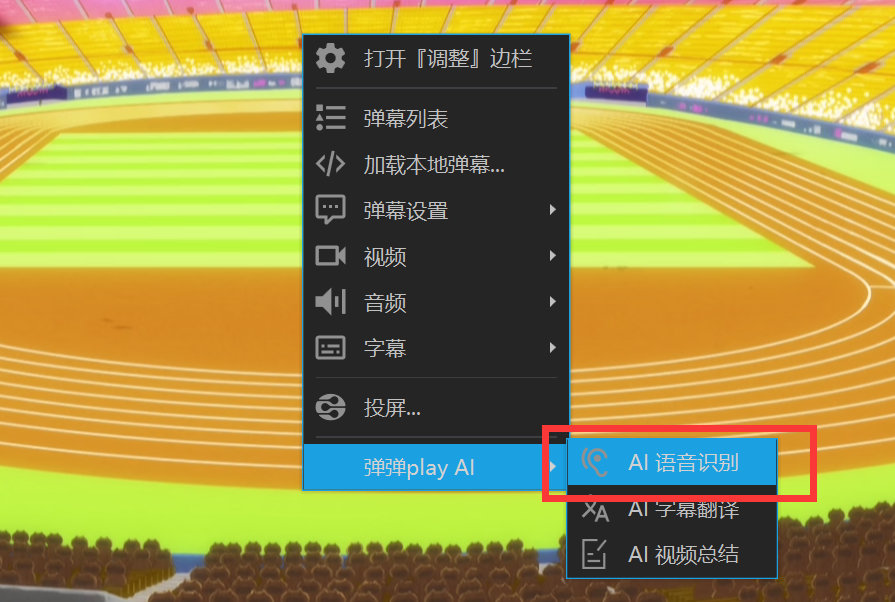 打开『调整』边栏
弹幕列表
加载本地弹幕...
弹幕设置
视频
音频
字幕
投屏...
弹弹play AI
AI 语音识别
AI 字幕翻译
AI 视频总结